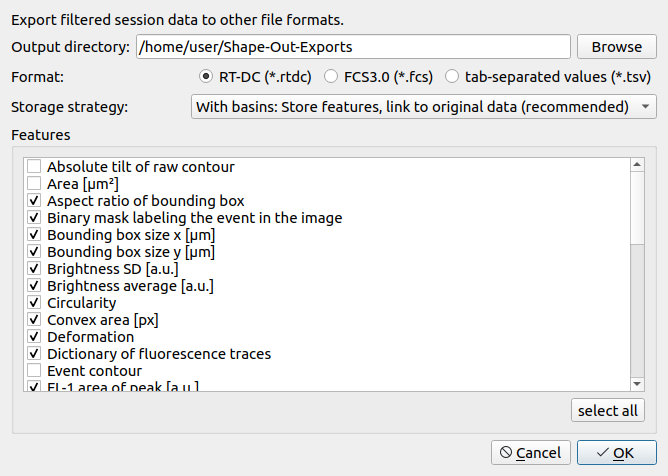 Export filtered session data to other file formats.
Output directory: /home/user/Shape-Out-Exports Browse
Format: RT-DC (*.rtdc) FCS3.0 (*.fcs) tab-separated values (*.tsv)
Storage strategy: With basins: Store features, link to original data (recommended)
Features
Absolute tilt of raw contour
Area [µm²]
Aspect ratio of bounding box
Binary mask labeling the event in the image
Bounding box size x [µm]
Bounding box size y [µm]
Brightness SD [a.u.]
Brightness average [a.u.]
Circularity
Convex area [px]
Deformation
Dictionary of fluorescence traces
Event contour
FL-1 area of peak [a.u.]
select all
Cancel OK